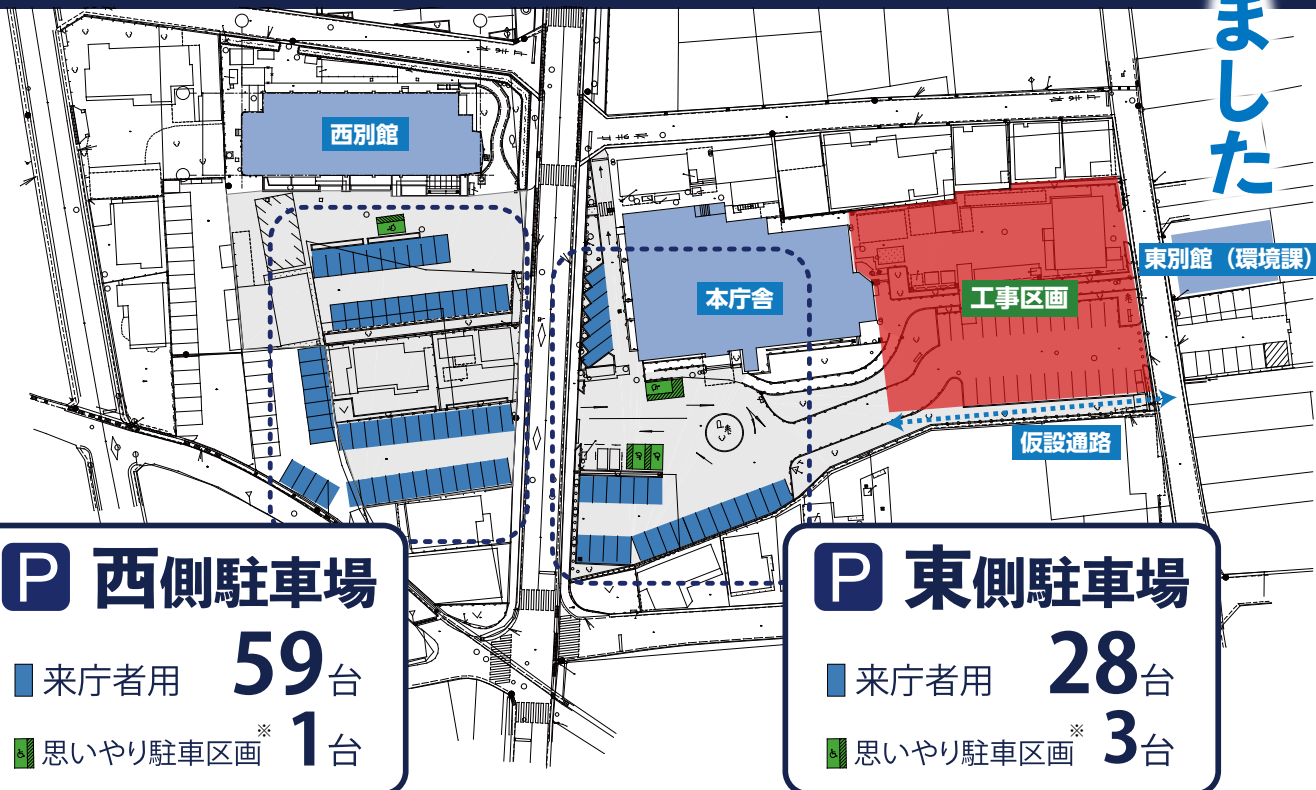 ました
西別館
本庁舎
工事区画
東別館（環境課）
仮設通路
P 西側駐車場
来庁者用 59台
思いやり駐車区画※ 1台
P 東側駐車場
来庁者用 28台
思いやり駐車区画※ 3台